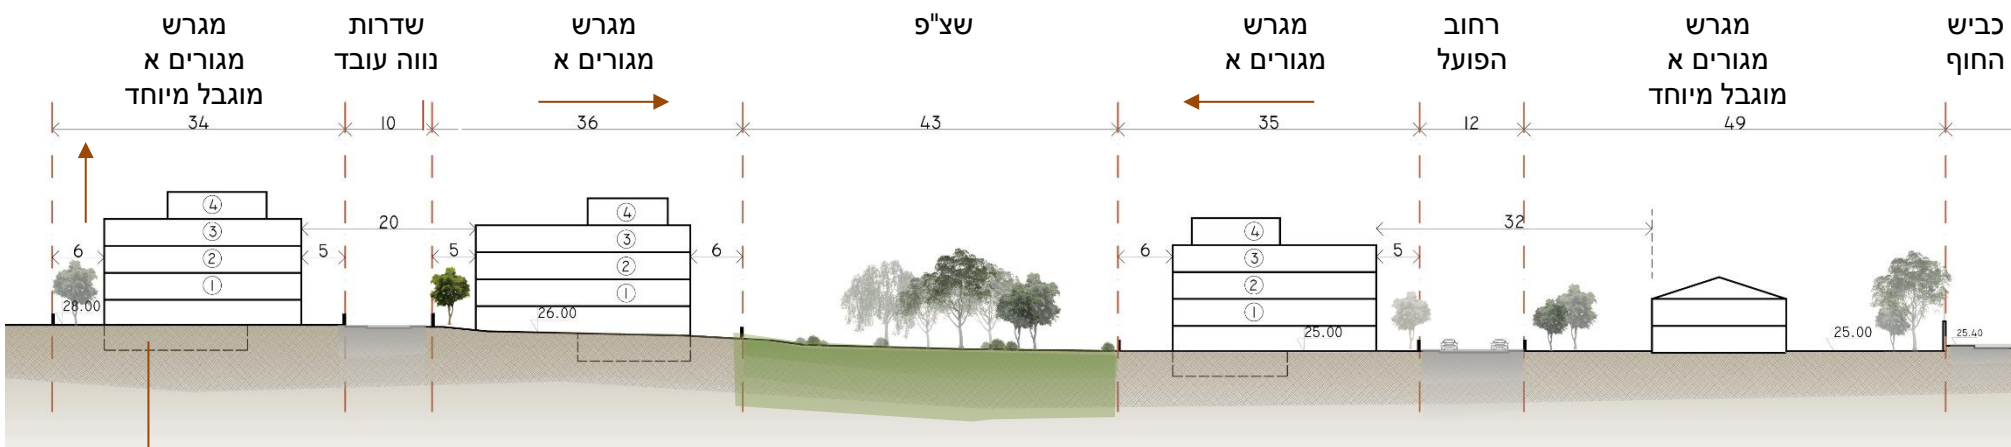 כביש
החוף
מגרש
מגורים א
מוגבל מיוחד
רחוב
הפועל
מגרש
מגורים א
שצ"פ
מגרש
מגורים א
שדרות
נווה עובד
מגרש
מגורים א
מוגבל מיוחד
34 10 36 43 35 12 49
4
3
2
1
4
3
2
1
4
3
2
1
20
32
6 5 5 6 6 5
28.00
26.00
25.00
25.00
25.40